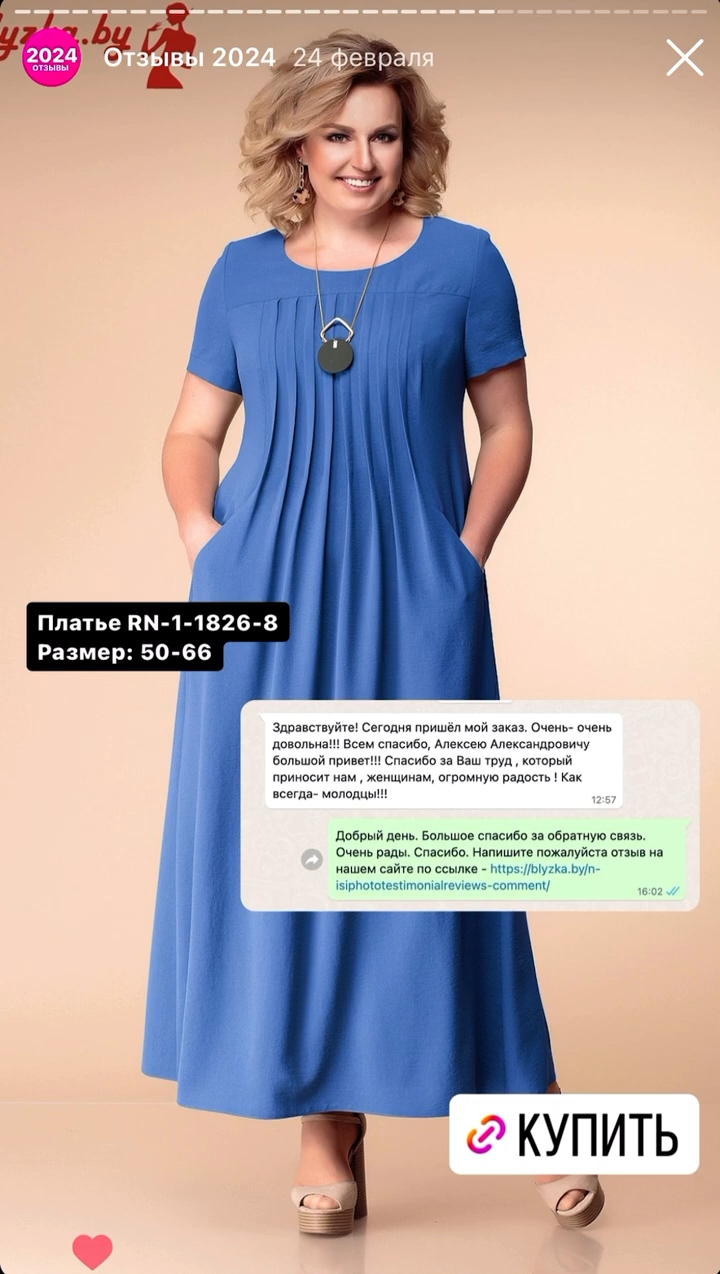 lyzka.by
2024
ОТЗЫВЫ
Отзывы 2024 24 февраля
Платье RN-1-1826-8
Размер: 50-66
Здравствуйте! Сегодня пришёл мой заказ. Очень- очень
довольна!!! Всем спасибо, Алексею Александровичу
большой привет!!! Спасибо за Ваш труд , который
приносит нам , женщинам, огромную радость ! Как
всегда- молодцы!!!
12:57
Добрый день. Большое спасибо за обратную связь.
Очень рады. Спасибо. Напишите пожалуйста отзыв на
нашем сайте по ссылке - https://blyzka.by/n-
isiphototestimonialreviews-comment/
16:02
КУПИТЬ